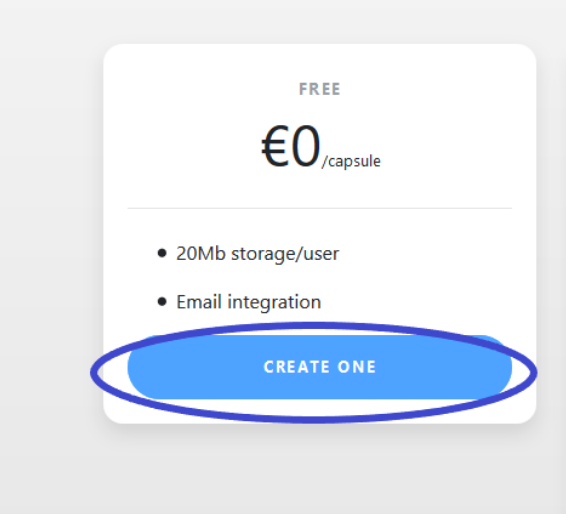 FREE
€0/capsule
20Mb storage/user
Email integration
CREATE ONE